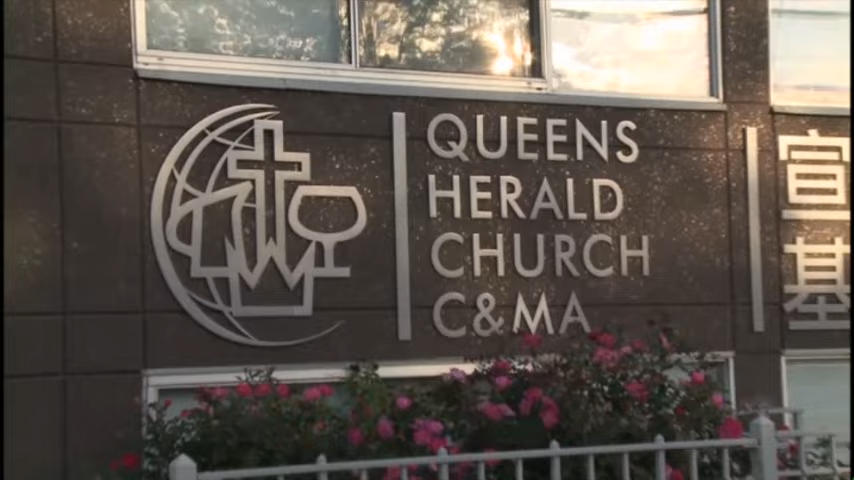 QUEENS
HERALD
CHURCH
C&MA
宣
基